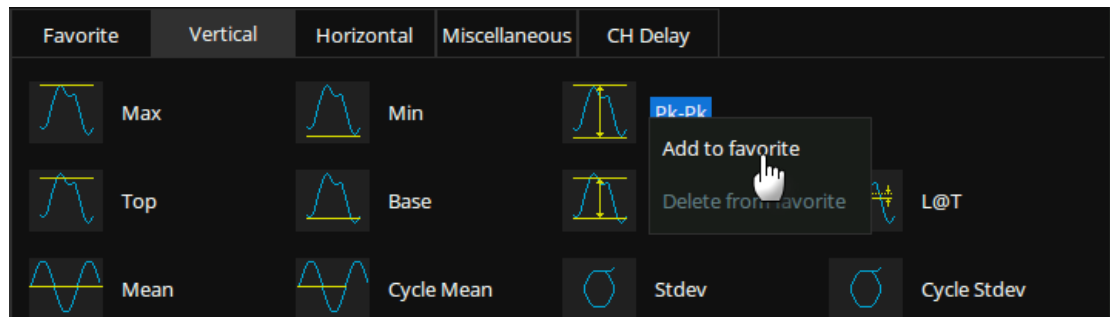 Favorite Vertical Horizontal Miscellaneous CH Delay
Max Min Pk-Pk
Add to favorite
Top Base Delete from favorite L@T
Mean Cycle Mean Stdev Cycle Stdev